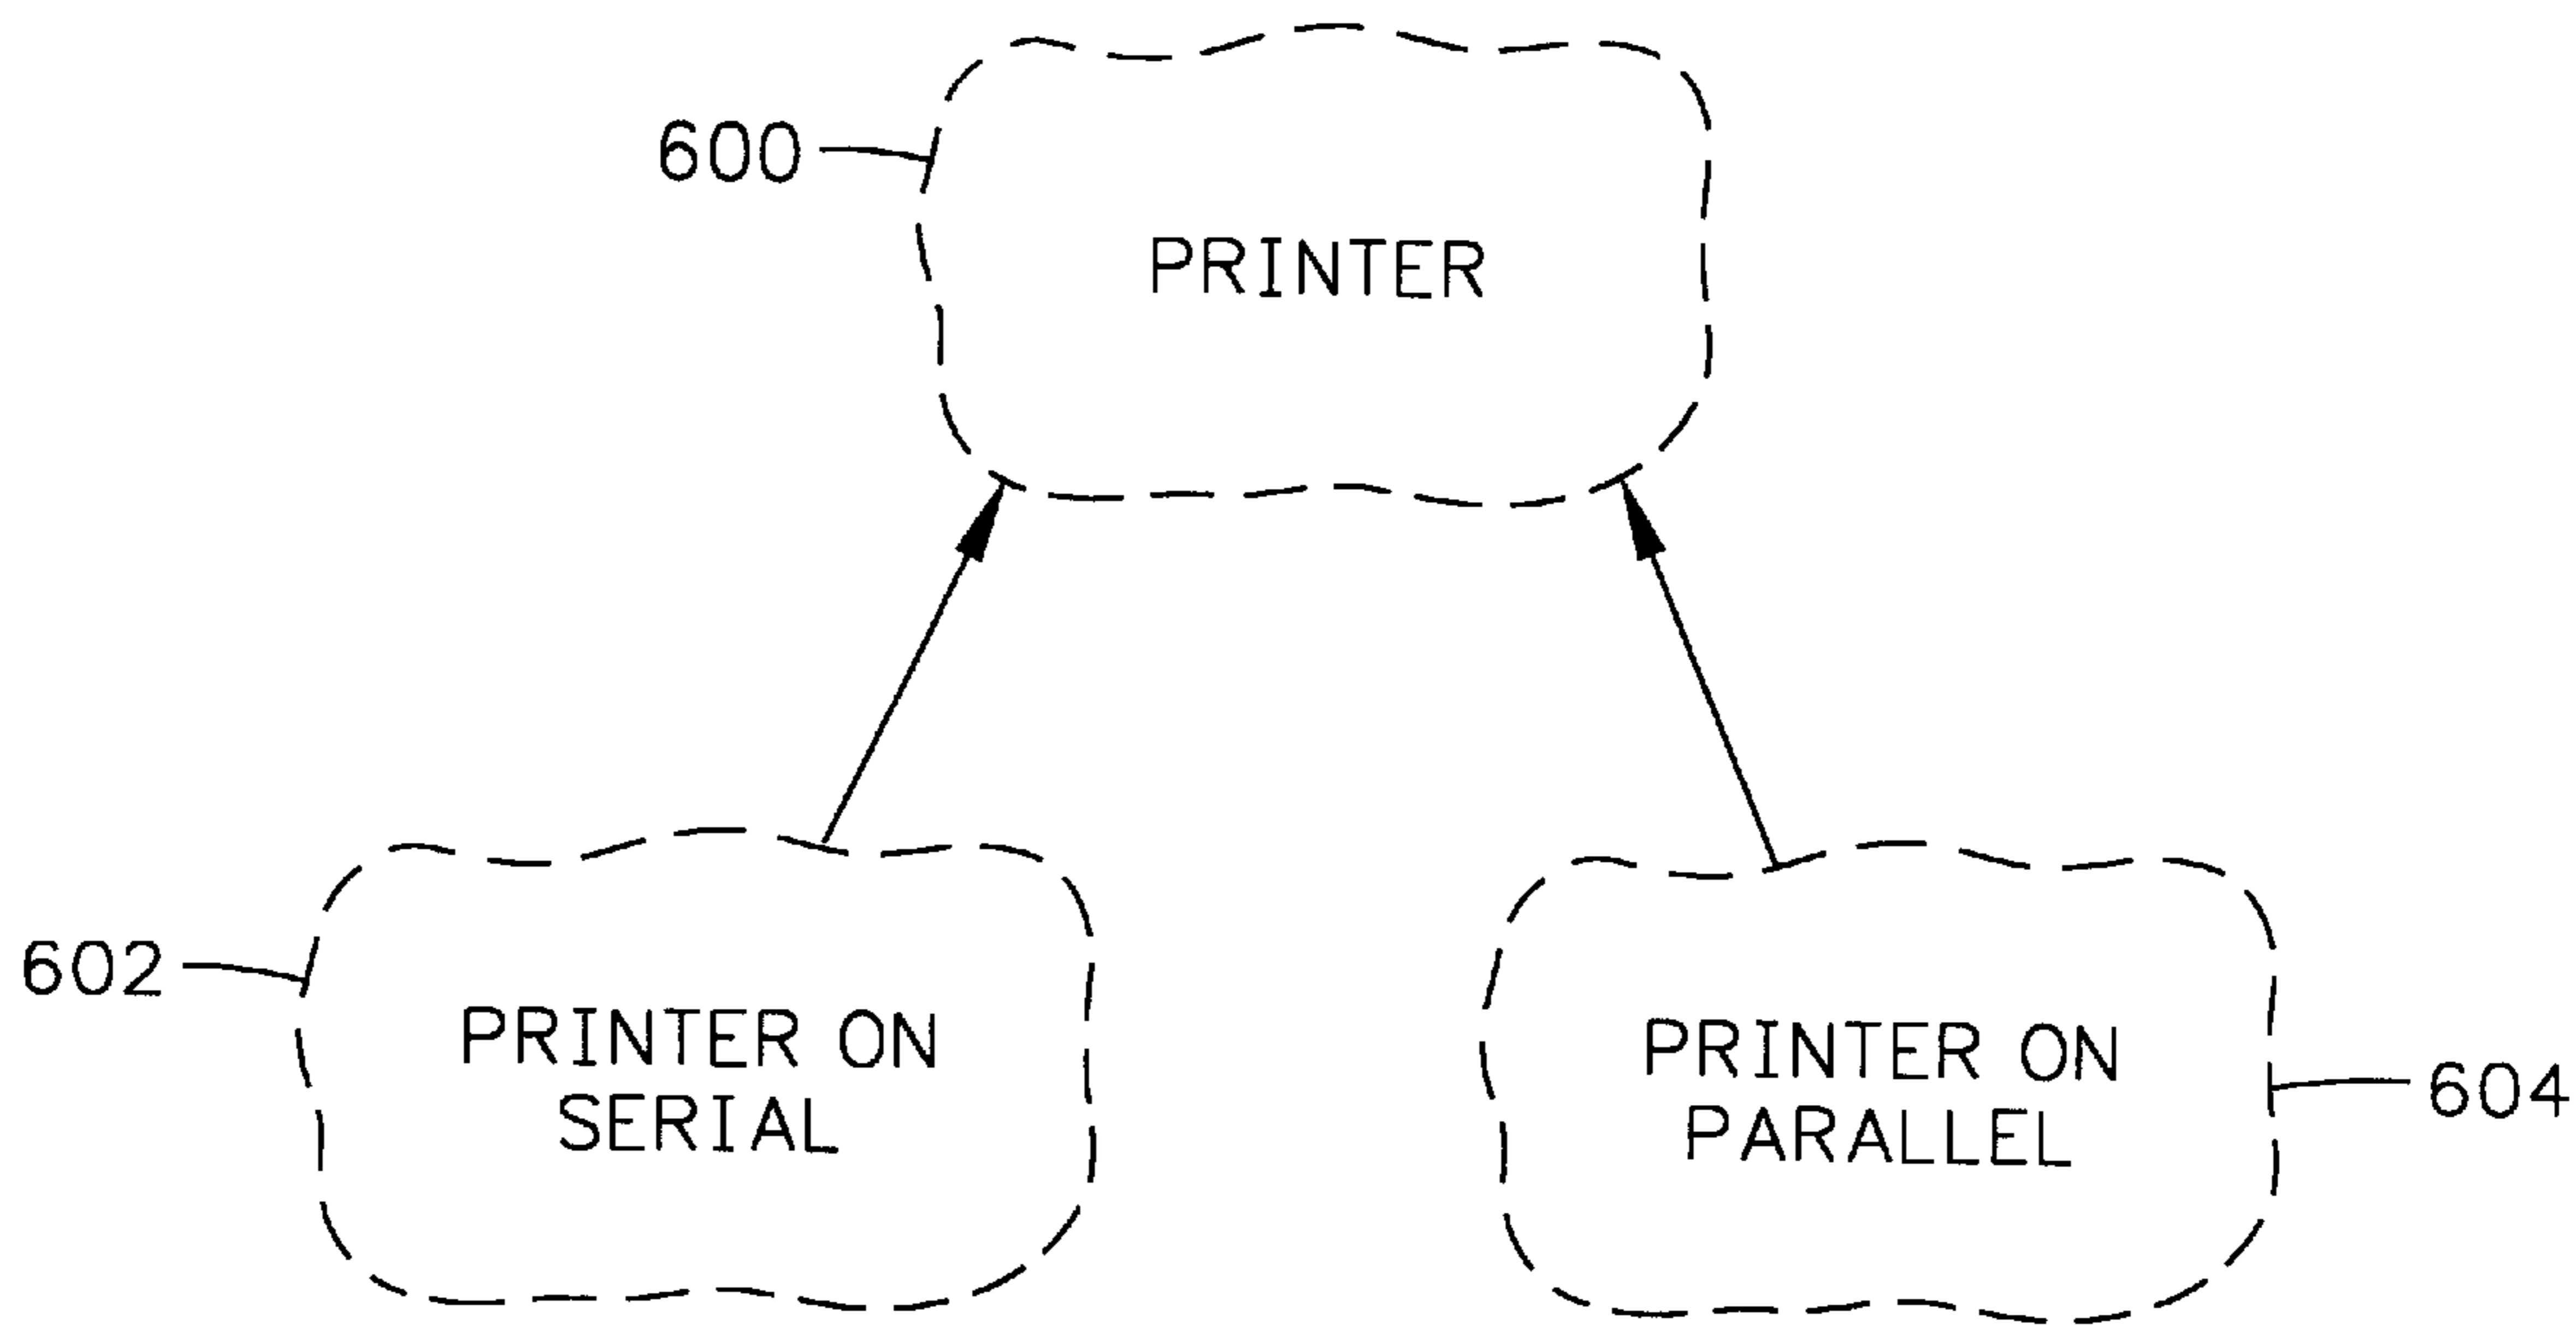 600
PRINTER
602
PRINTER ON
SERIAL
PRINTER ON
PARALLEL
604